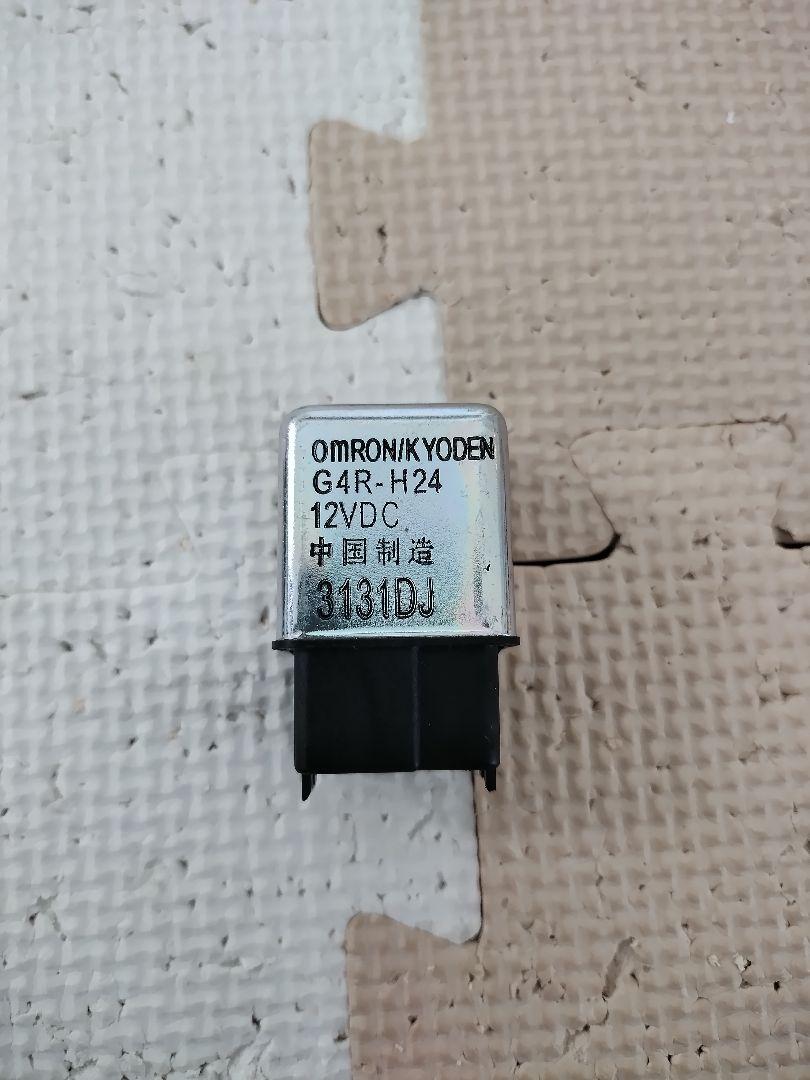 OMRON/KYODEN
G4R-H24
12VDC
中国制造
3131DJ